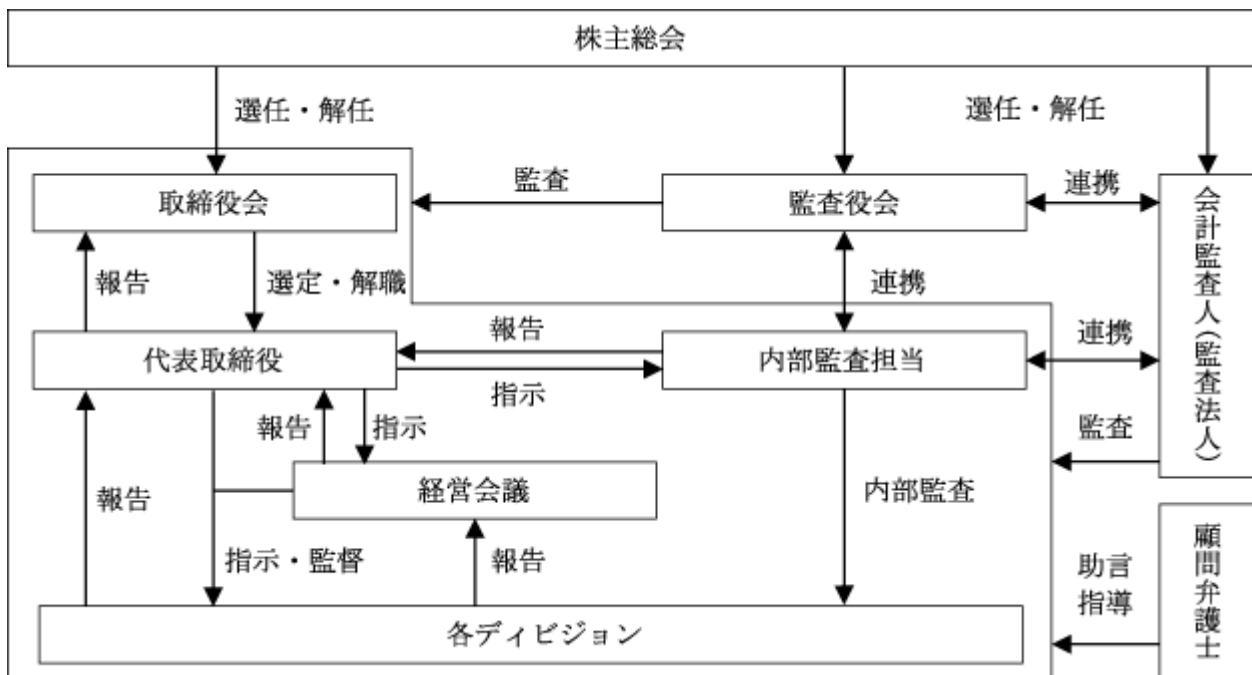 株主総会
選任・解任
選任・解任
取締役会
監査
監査役会
連携
会計監査人(監査法人)
報告
選定・解職
連携
代表取締役
報告
指示
内部監査担当
連携
報告
指示
監査
経営会議
報告
内部監査
指示・監督
報告
助言
指導
顧問弁護士
各ディビジョン